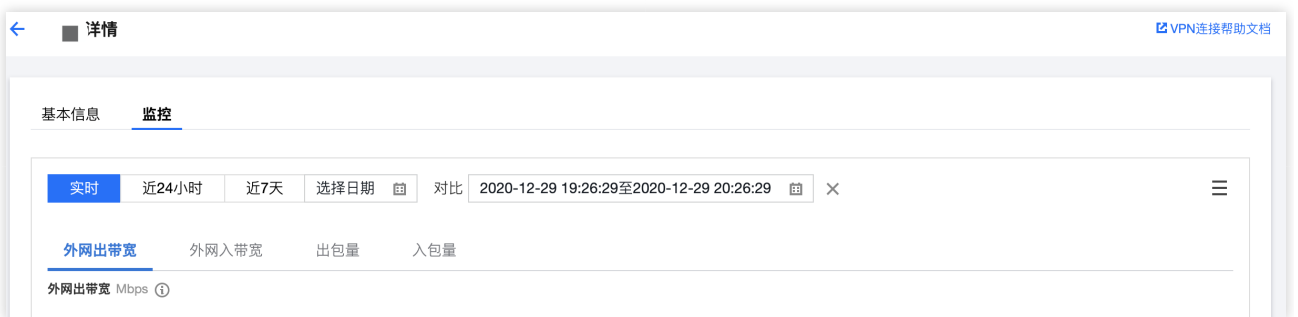 详情 VPN连接帮助文档
基本信息 监控
实时 近24小时 近7天 选择日期 对比 2020-12-29 19:26:29至2020-12-29 20:26:29
外网出带宽 外网入带宽 出包量 入包量
外网出带宽 Mbps